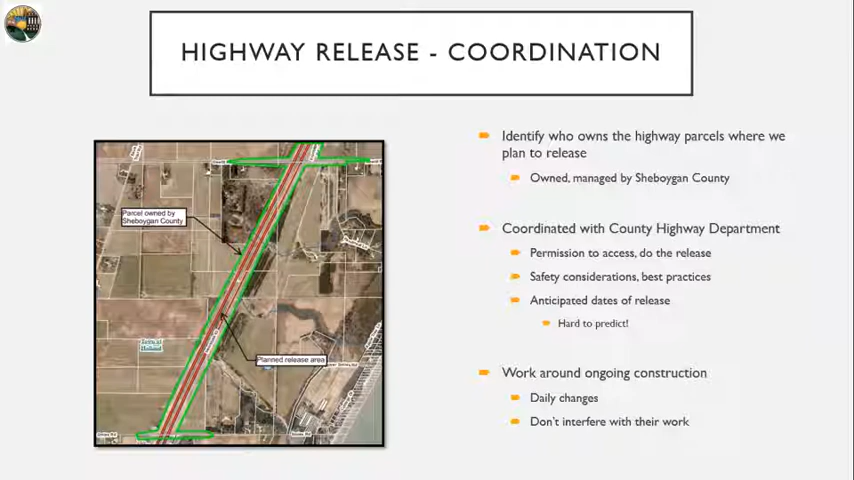 HIGHWAY RELEASE - COORDINATION
Parcel owned by
Sheboygan County
Town of
Holland
Planned release area
Identify who owns the highway parcels where we
plan to release
Owned, managed by Sheboygan County
Coordinated with County Highway Department
Permission to access, do the release
Safety considerations, best practices
Anticipated dates of release
Hard to predict!
Work around ongoing construction
Daily changes
Don't interfere with their work